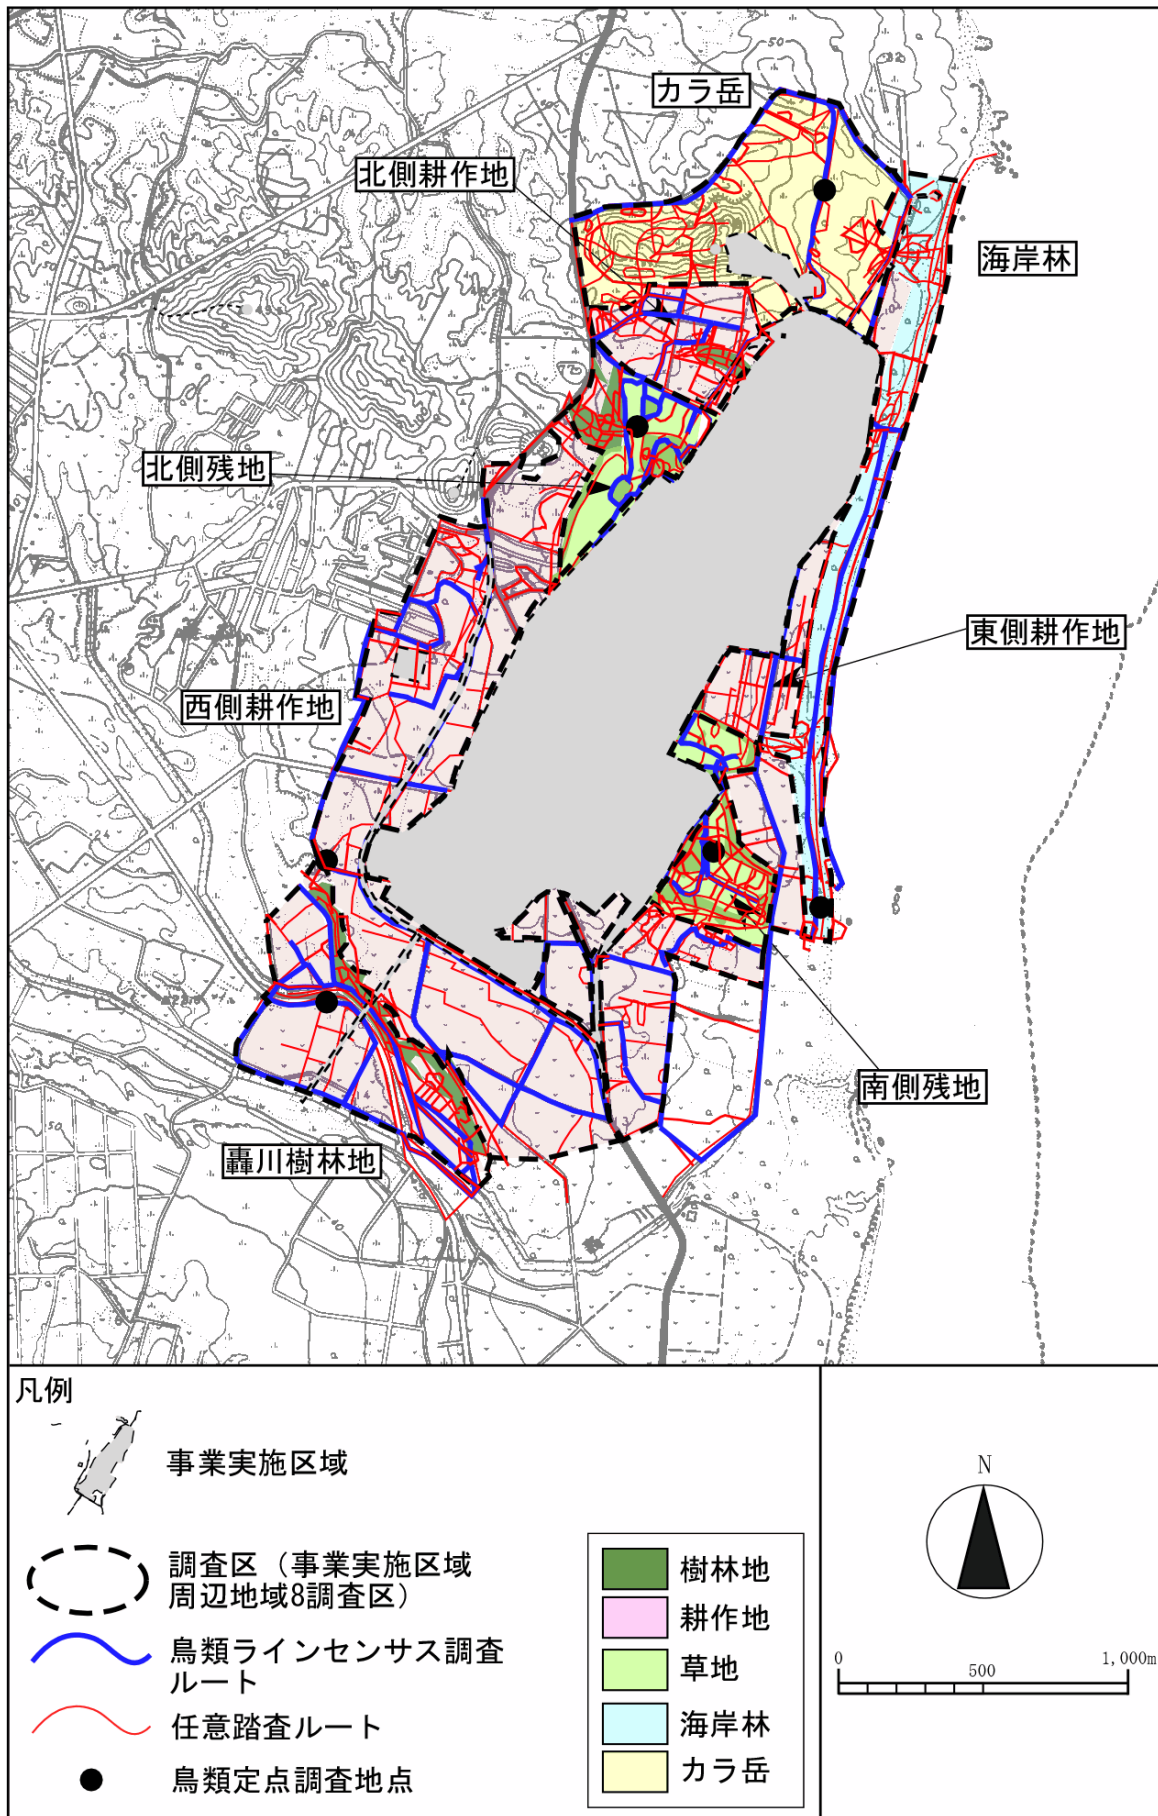 カラ岳
北側耕作地
海岸林
北側残地
東側耕作地
西側耕作地
南側残地
轟川樹林地
50
24
50
凡例
事業実施区域
調査区（事業実施区域
周辺地域8調査区）
鳥類ラインセンサス調査
ルート
任意踏査ルート
鳥類定点調査地点
樹林地
耕作地
草地
海岸林
カラ岳
N
0
500
1,000m